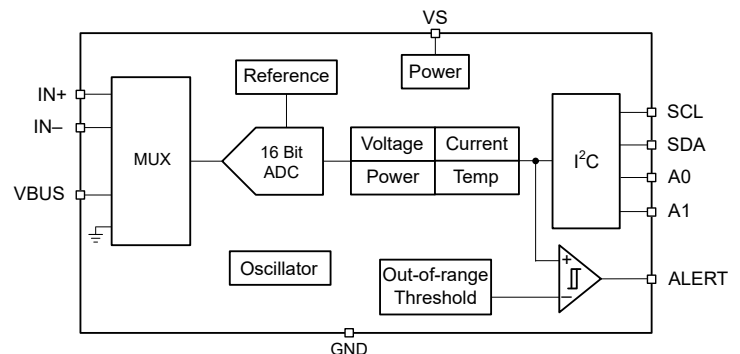 VS
Reference
Power
IN+
IN–
VBUS
MUX
16 Bit
ADC
Voltage
Current
Power
Temp
I²C
SCL
SDA
A0
A1
Oscillator
Out-of-range
Threshold
+
–
ALERT
GND